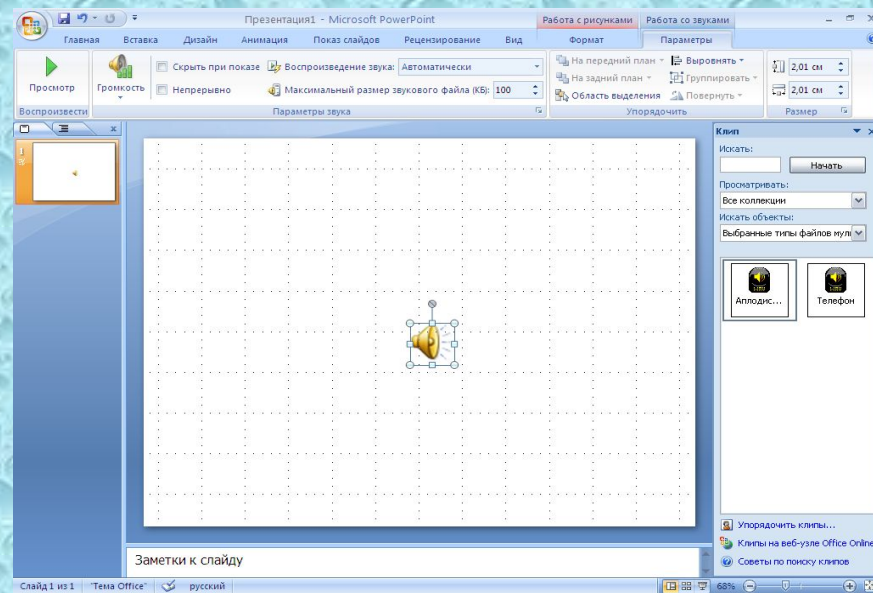 Презентация1 - Microsoft PowerPoint
Работа с рисунками
Работа со звуками
Главная
Вставка
Дизайн
Анимация
Показ слайдов
Рецензирование
Вид
Формат
Параметры
Просмотр
Громкость
Скрыть при показе
Воспроизведение звука:
Автоматически
Непрерывно
Максимальный размер звукового файла (КБ):
100
На передний план
Выровнять
2,01 см
На задний план
Группировать
Область выделения
Повернуть
2,01 см
Воспроизвести
Параметры звука
Упорядочить
Размер
1
Клип
Искать:
Начать
Просматривать:
Все коллекции
Искать объекты:
Выбранные типы файлов мул
Аплодис...
Телефон
Упорядочить клипы...
Клипы на веб-узле Office Online
Советы по поиску клипов
Заметки к слайду
Слайд 1 из 1
"Тема Office"
русский
68%